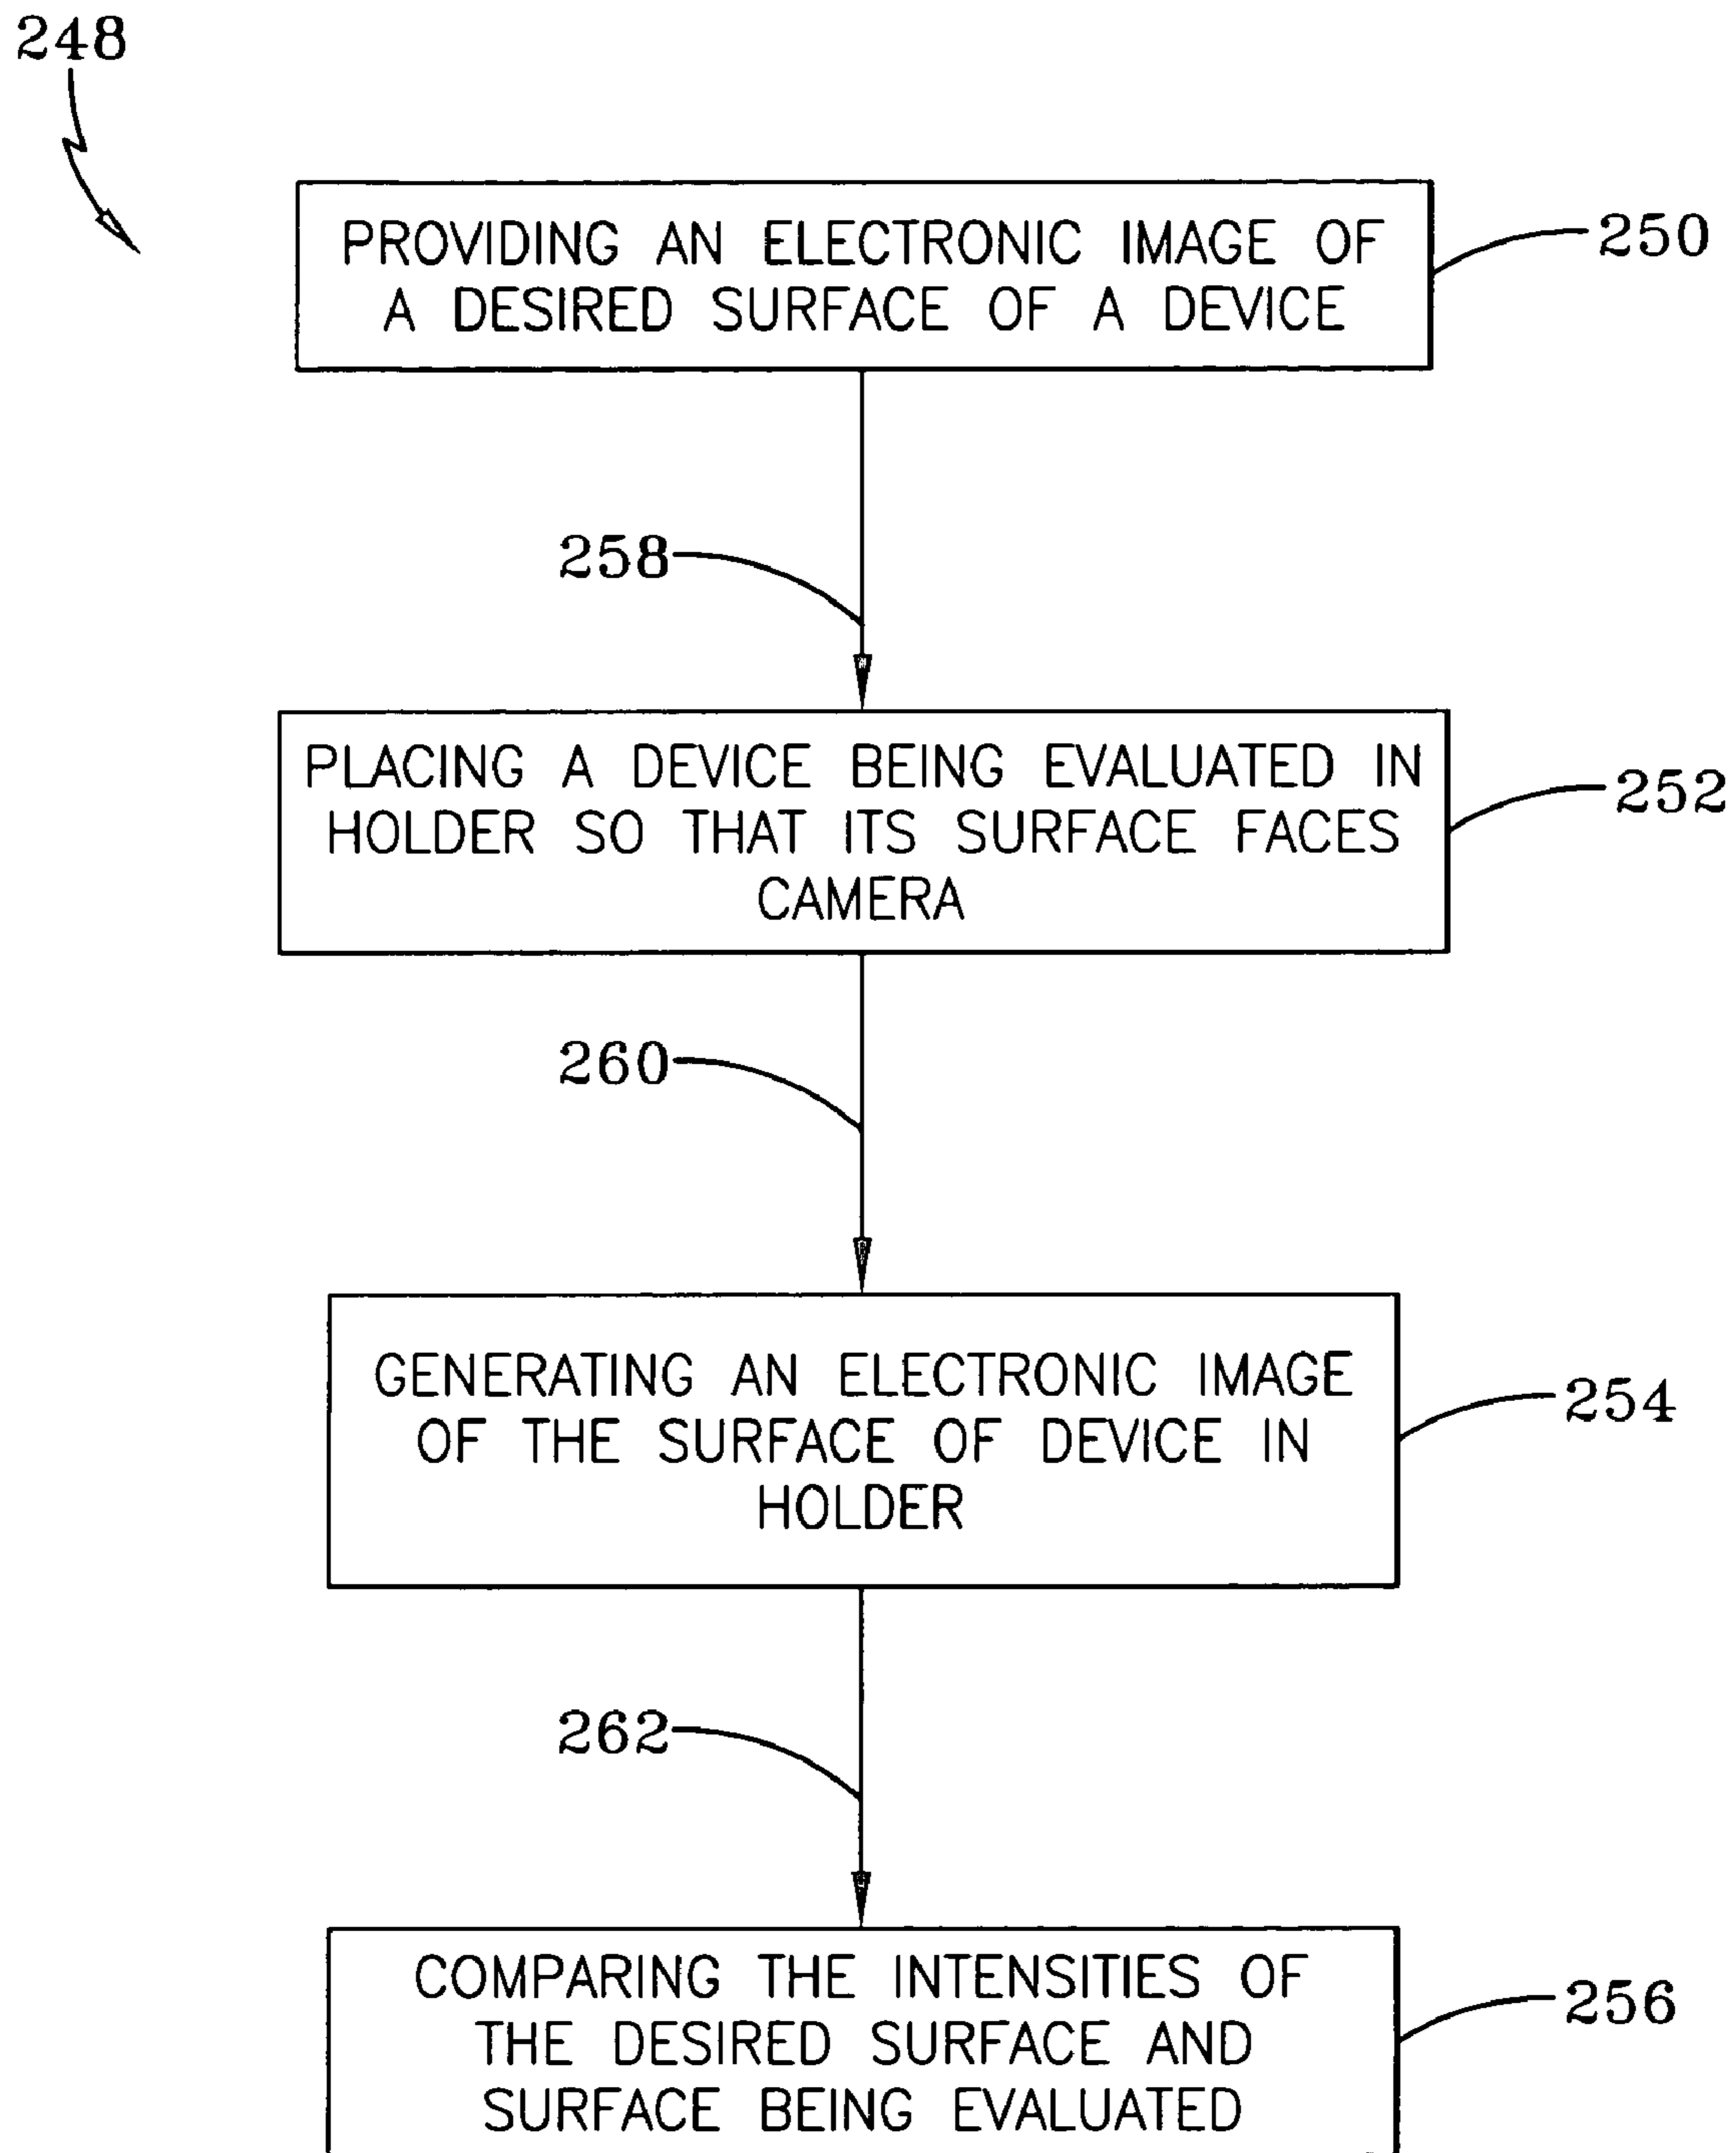 248
PROVIDING AN ELECTRONIC IMAGE OF
A DESIRED SURFACE OF A DEVICE
250
258
PLACING A DEVICE BEING EVALUATED IN
HOLDER SO THAT ITS SURFACE FACES
CAMERA
252
260
GENERATING AN ELECTRONIC IMAGE
OF THE SURFACE OF DEVICE IN
HOLDER
254
262
COMPARING THE INTENSITIES OF
THE DESIRED SURFACE AND
SURFACE BEING EVALUATED
256